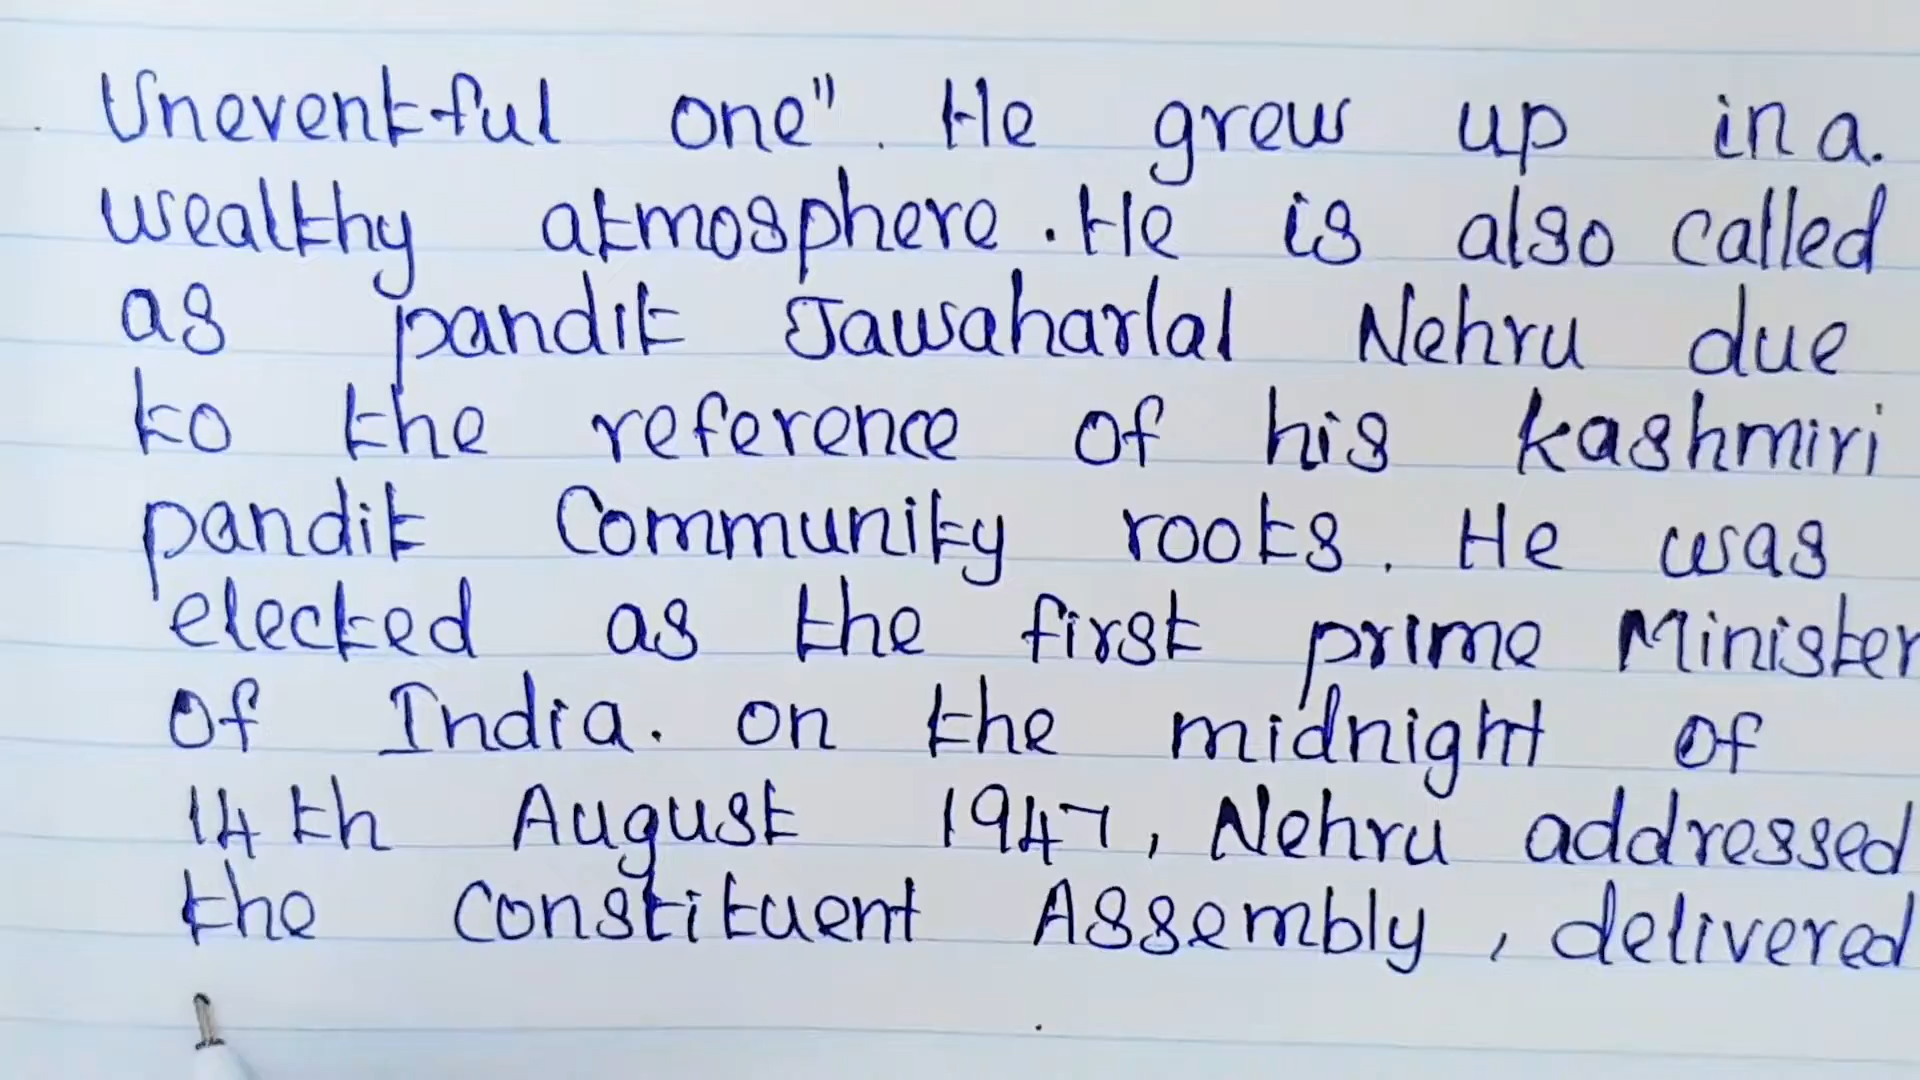 Uneventful one". He grew up in a.
wealthy atmosphere. He is also called
as pandit Jawaharlal Nehru due
to the reference of his kashmiri
pandit Community roots. He was
elected as the first prime Minister
of India. on the midnight of
14th August 1947, Nehru addressed
the Constituent Assembly, delivered